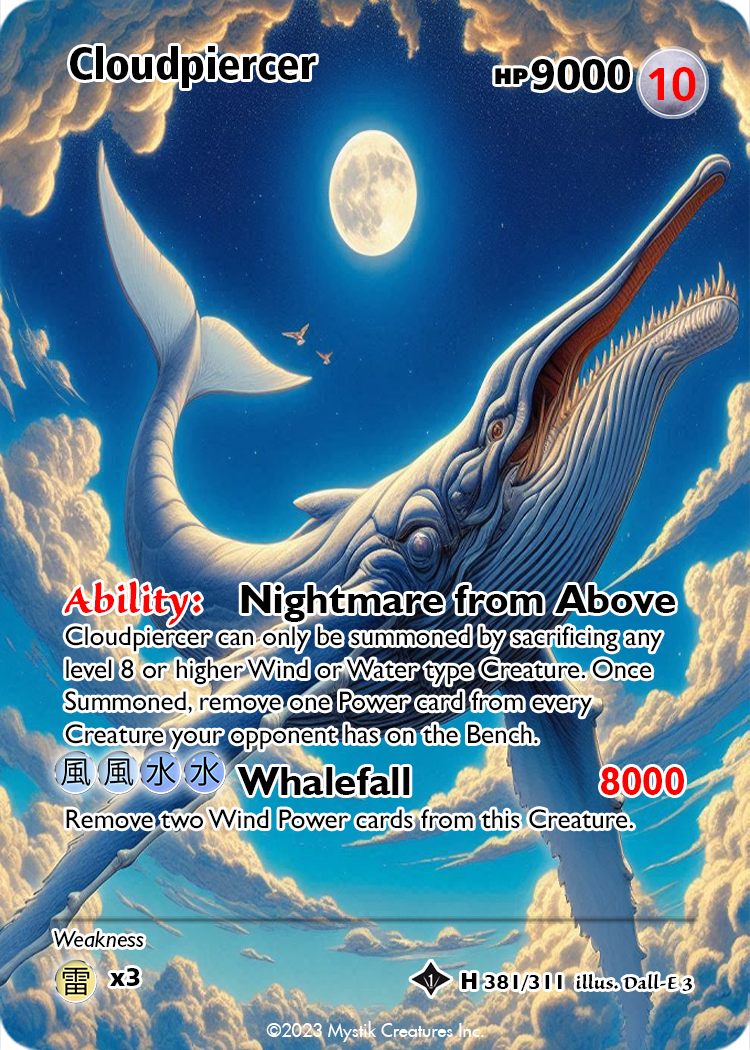 Cloudpiercer HP9000 10
Ability: Nightmare from Above
Cloudpiercer can only be summoned by sacrificing any
level 8 or higher Wind or Water type Creature. Once
Summoned, remove one Power card from every
Creature your opponent has on the Bench.
風 風 水 水 Whalefall 8000
Remove two Wind Power cards from this Creature.
Weakness
雷 x3 1 H 381/311 illus. Dall-E 3
©2023 Mystik Creatures Inc.